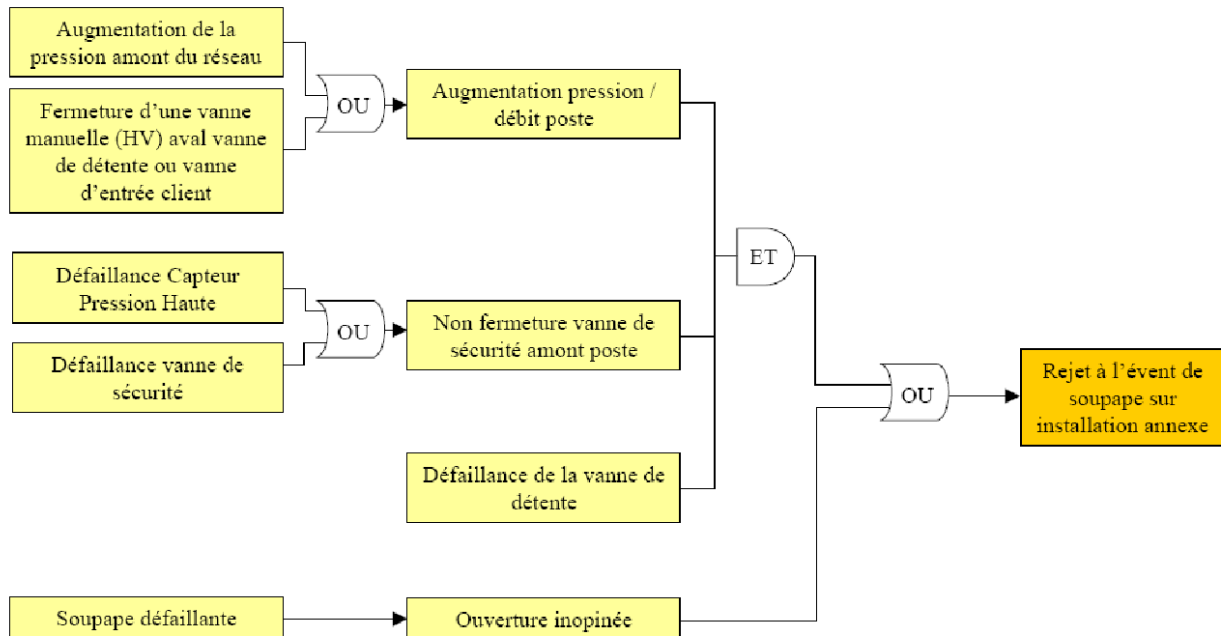 Augmentation de la
pression amont du réseau
Fermeture d'une vanne
manuelle (HV) aval vanne
de détente ou vanne
d'entrée client
OU
Augmentation pression /
débit poste
Défaillance Capteur
Pression Haute
Défaillance vanne de
sécurité
OU
Non fermeture vanne de
sécurité amont poste
Défaillance de la vanne de
détente
ET
Soupape défaillante
Ouverture inopinée
OU
Rejet à l'évent de
soupape sur
installation annexe